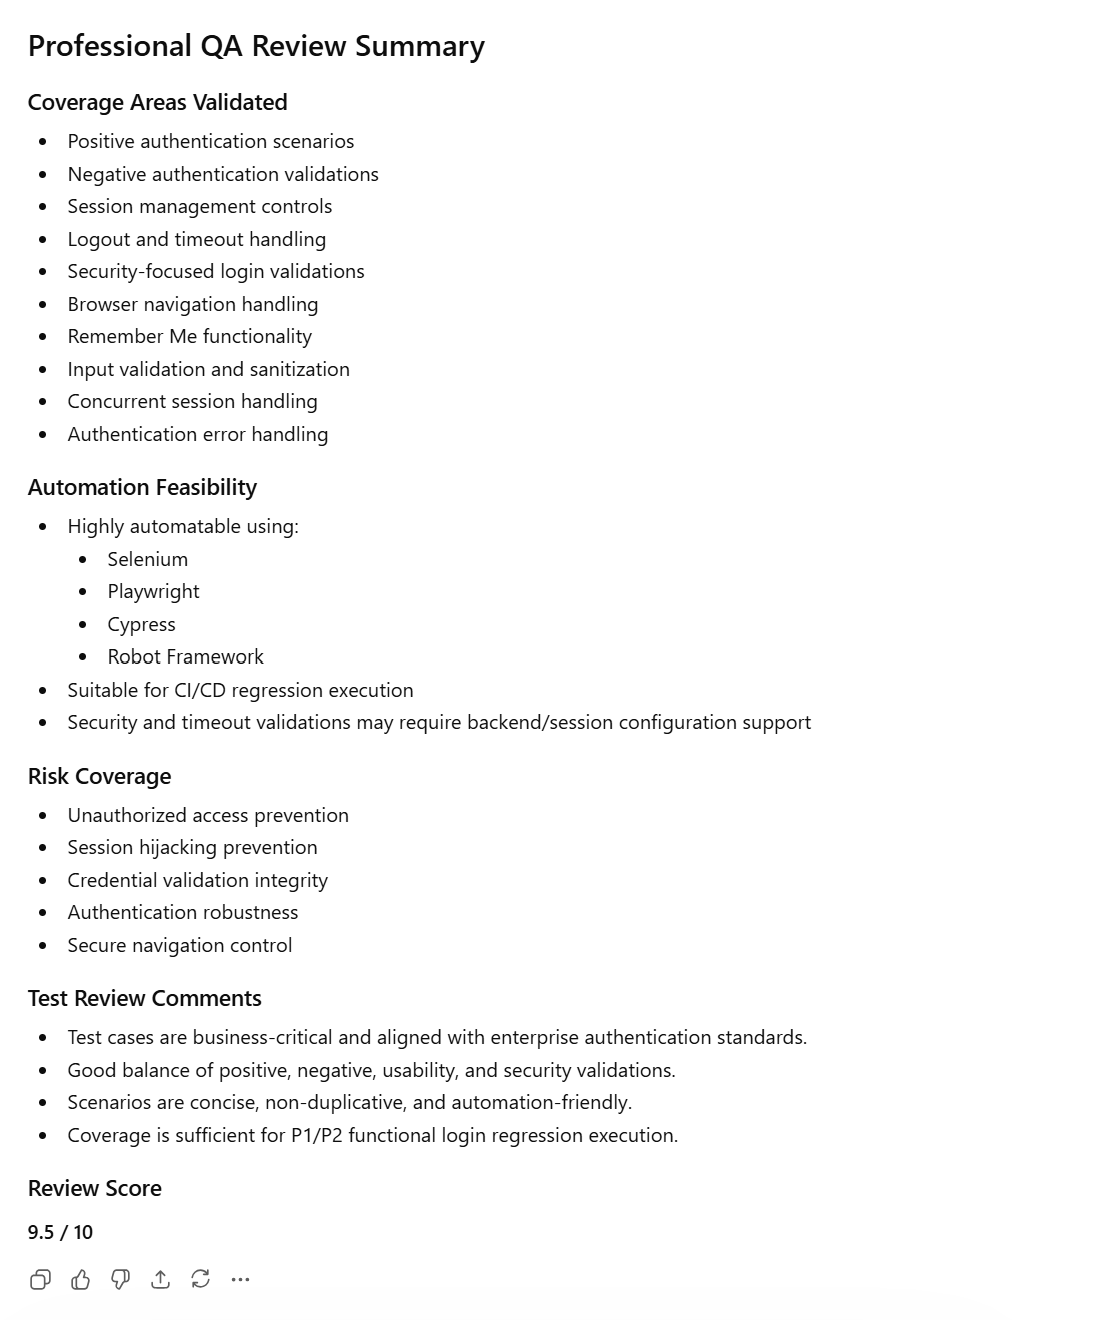 Professional QA Review Summary
Coverage Areas Validated
• Positive authentication scenarios
• Negative authentication validations
• Session management controls
• Logout and timeout handling
• Security-focused login validations
• Browser navigation handling
• Remember Me functionality
• Input validation and sanitization
• Concurrent session handling
• Authentication error handling
Automation Feasibility
• Highly automatable using:
• Selenium
• Playwright
• Cypress
• Robot Framework
• Suitable for CI/CD regression execution
• Security and timeout validations may require backend/session configuration support
Risk Coverage
• Unauthorized access prevention
• Session hijacking prevention
• Credential validation integrity
• Authentication robustness
• Secure navigation control
Test Review Comments
• Test cases are business-critical and aligned with enterprise authentication standards.
• Good balance of positive, negative, usability, and security validations.
• Scenarios are concise, non-duplicative, and automation-friendly.
• Coverage is sufficient for P1/P2 functional login regression execution.
Review Score
9.5 / 10